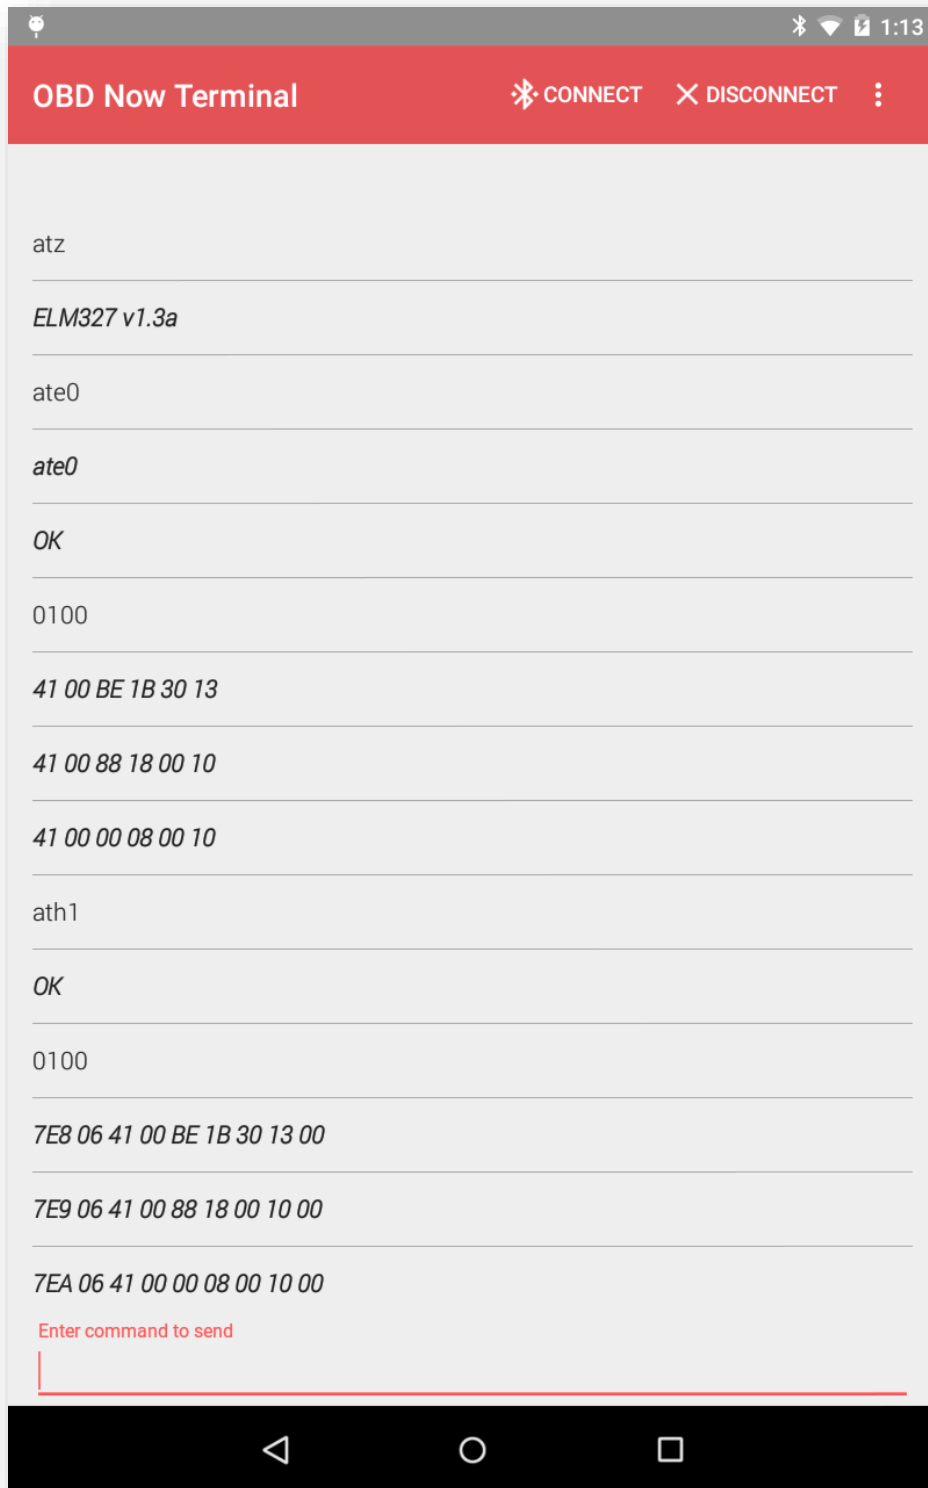 1:13
OBD Now Terminal CONNECT DISCONNECT
atz
ELM327 v1.3a
ate0
ate0
OK
0100
41 00 BE 1B 30 13
41 00 88 18 00 10
41 00 00 08 00 10
ath1
OK
0100
7E8 06 41 00 BE 1B 30 13 00
7E9 06 41 00 88 18 00 10 00
7EA 06 41 00 00 08 00 10 00
Enter command to send